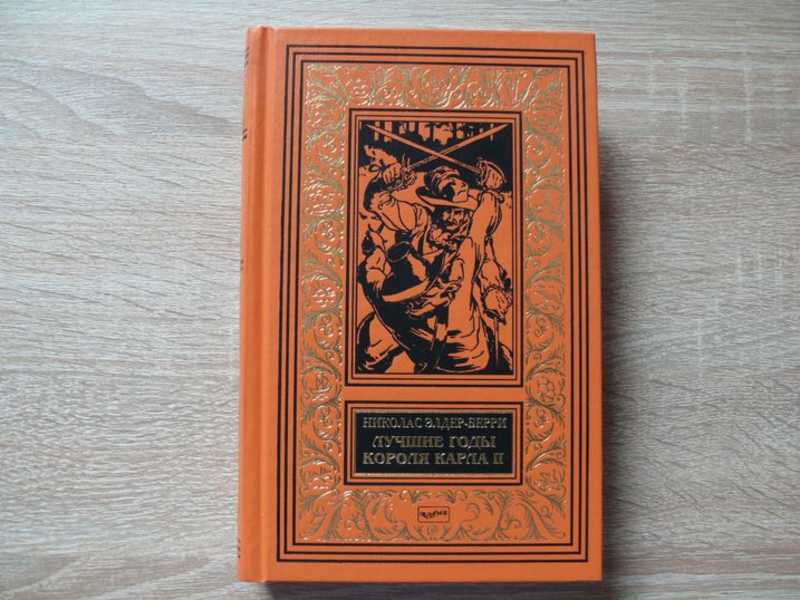 НИКОЛАС ЭЛДЕР-БЕРРИ
ЛУЧШИЕ ГОДЫ
КОРОЛЯ КАРЛА II